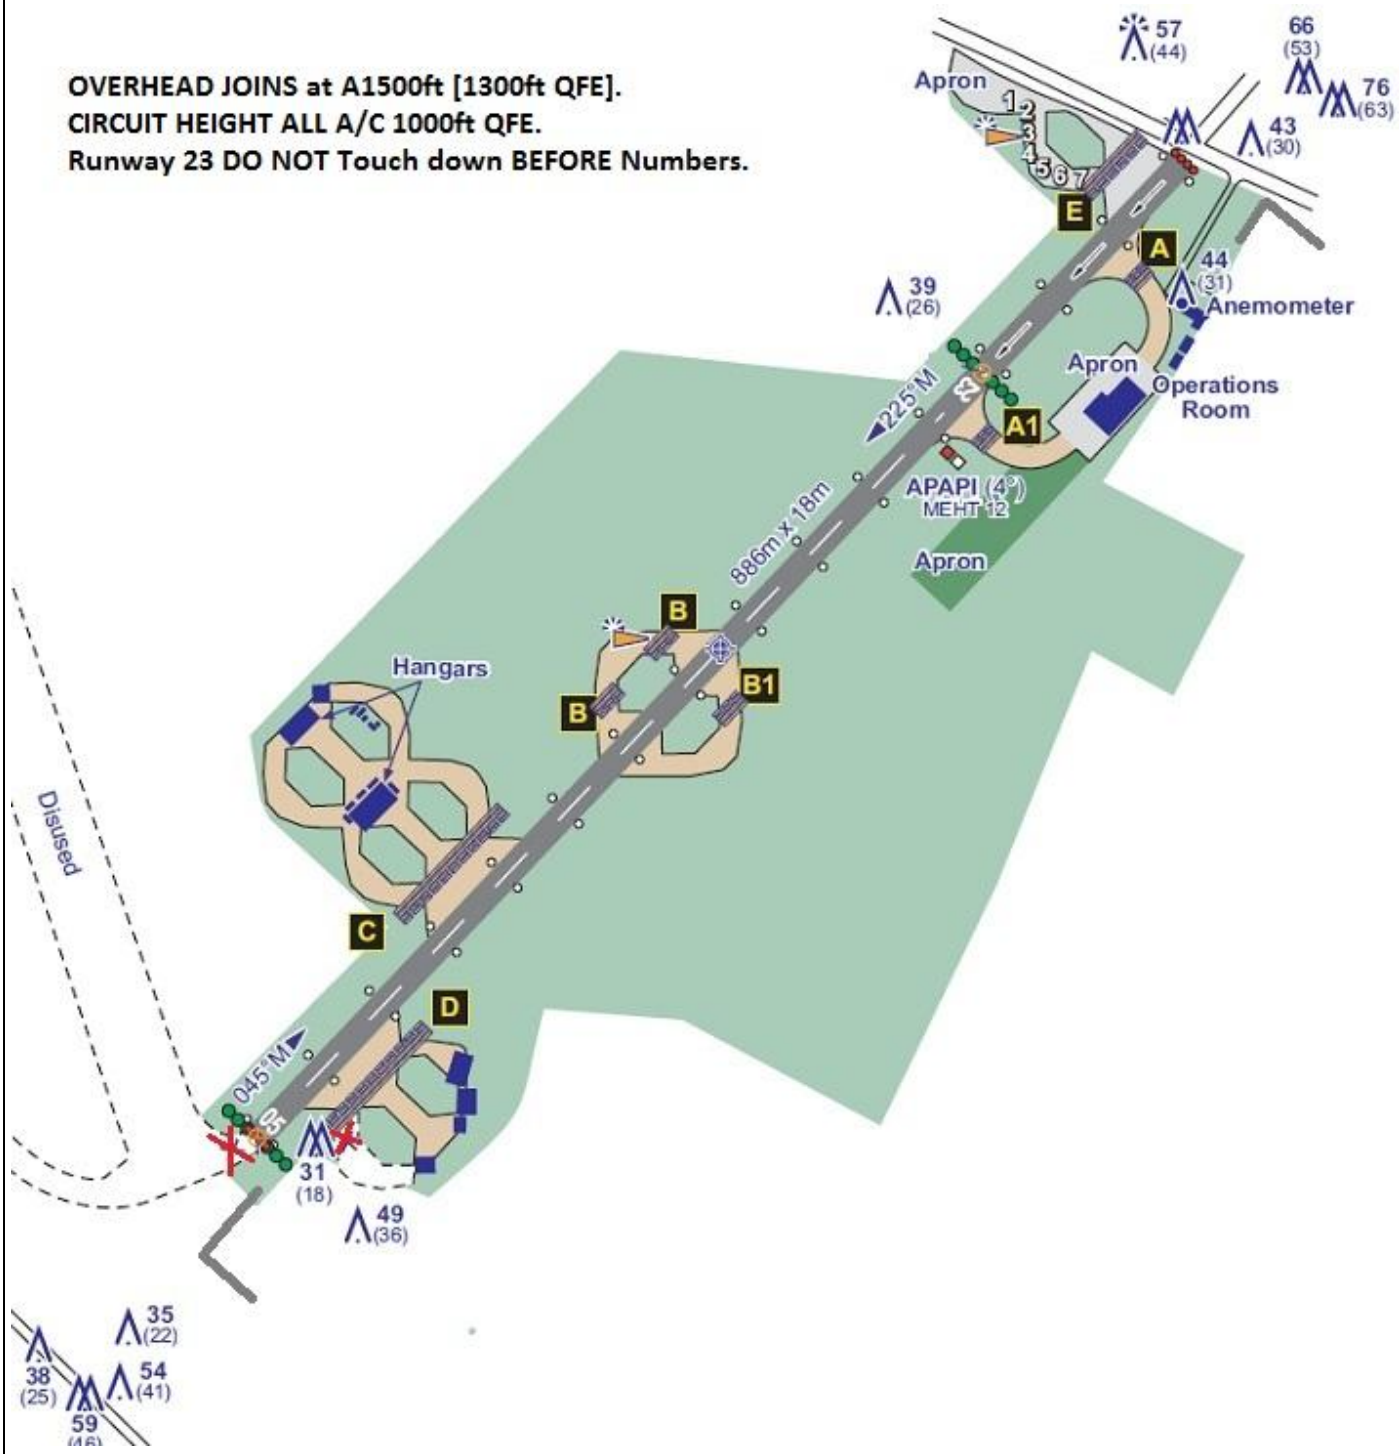 OVERHEAD JOINS at A1500ft [1300ft QFE].
CIRCUIT HEIGHT ALL A/C 1000ft QFE.
Runway 23 DO NOT Touch down BEFORE Numbers.
57
(44)
66
(53)
76
(63)
43
(30)
Apron
1
2
3
4
5
6
7
E
A
44
(31)
Anemometer
39
(26)
Apron
Operations
Room
225°M
23
A1
APAPI (4°)
MEHT 12
886m x 18m
Apron
B
B1
B
Hangars
Disused
C
D
045°M
05
31
(18)
49
(36)
35
(22)
38
(25)
54
(41)
59
(46)